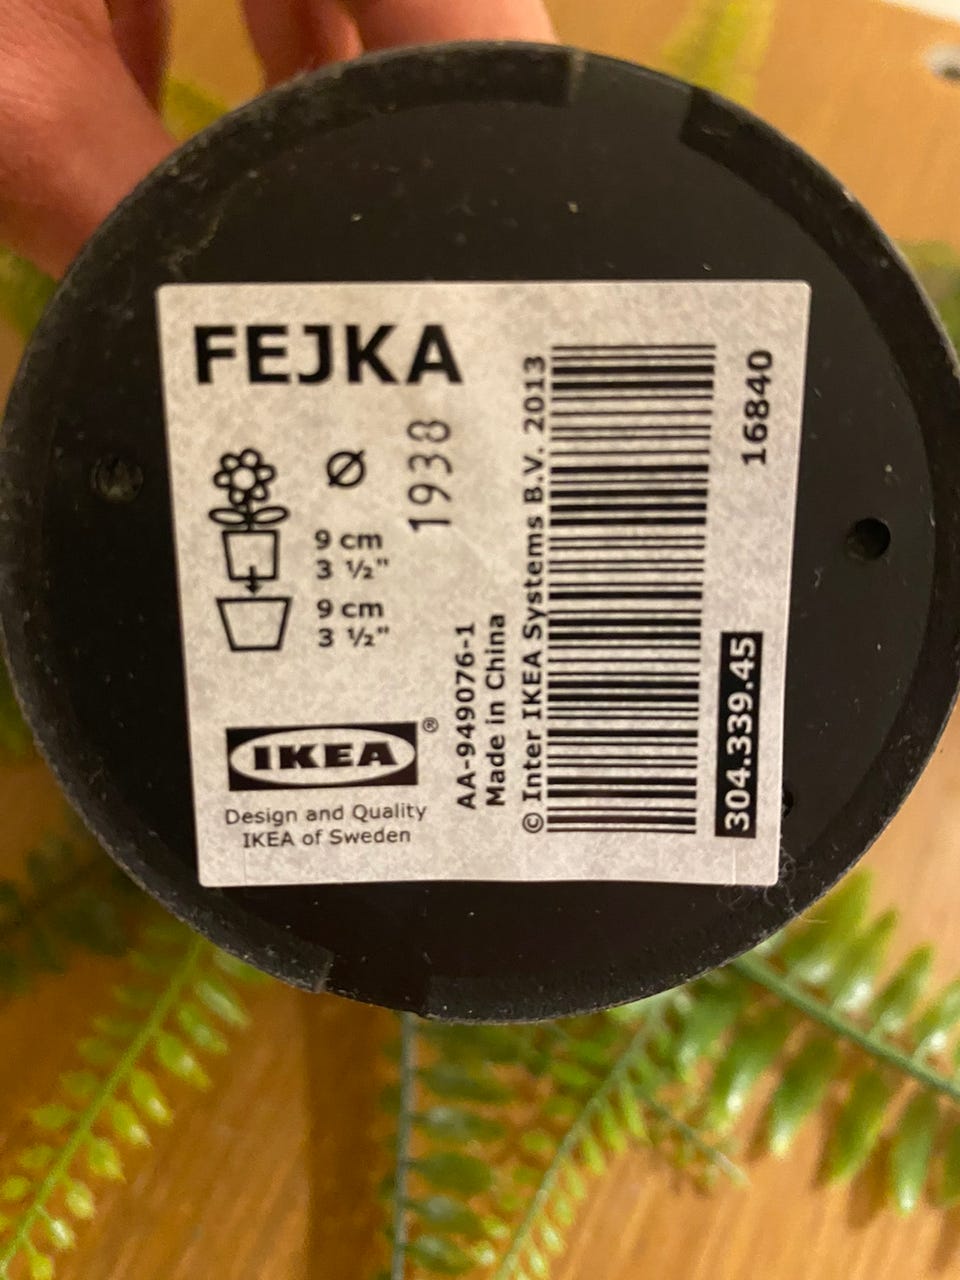 FEJKA
Ø
9 cm
3 ½"
9 cm
3 ½"
1938
IKEA®
Design and Quality
IKEA of Sweden
AA-949076-1
Made in China
© Inter IKEA Systems B.V. 2013
16840
304.339.45